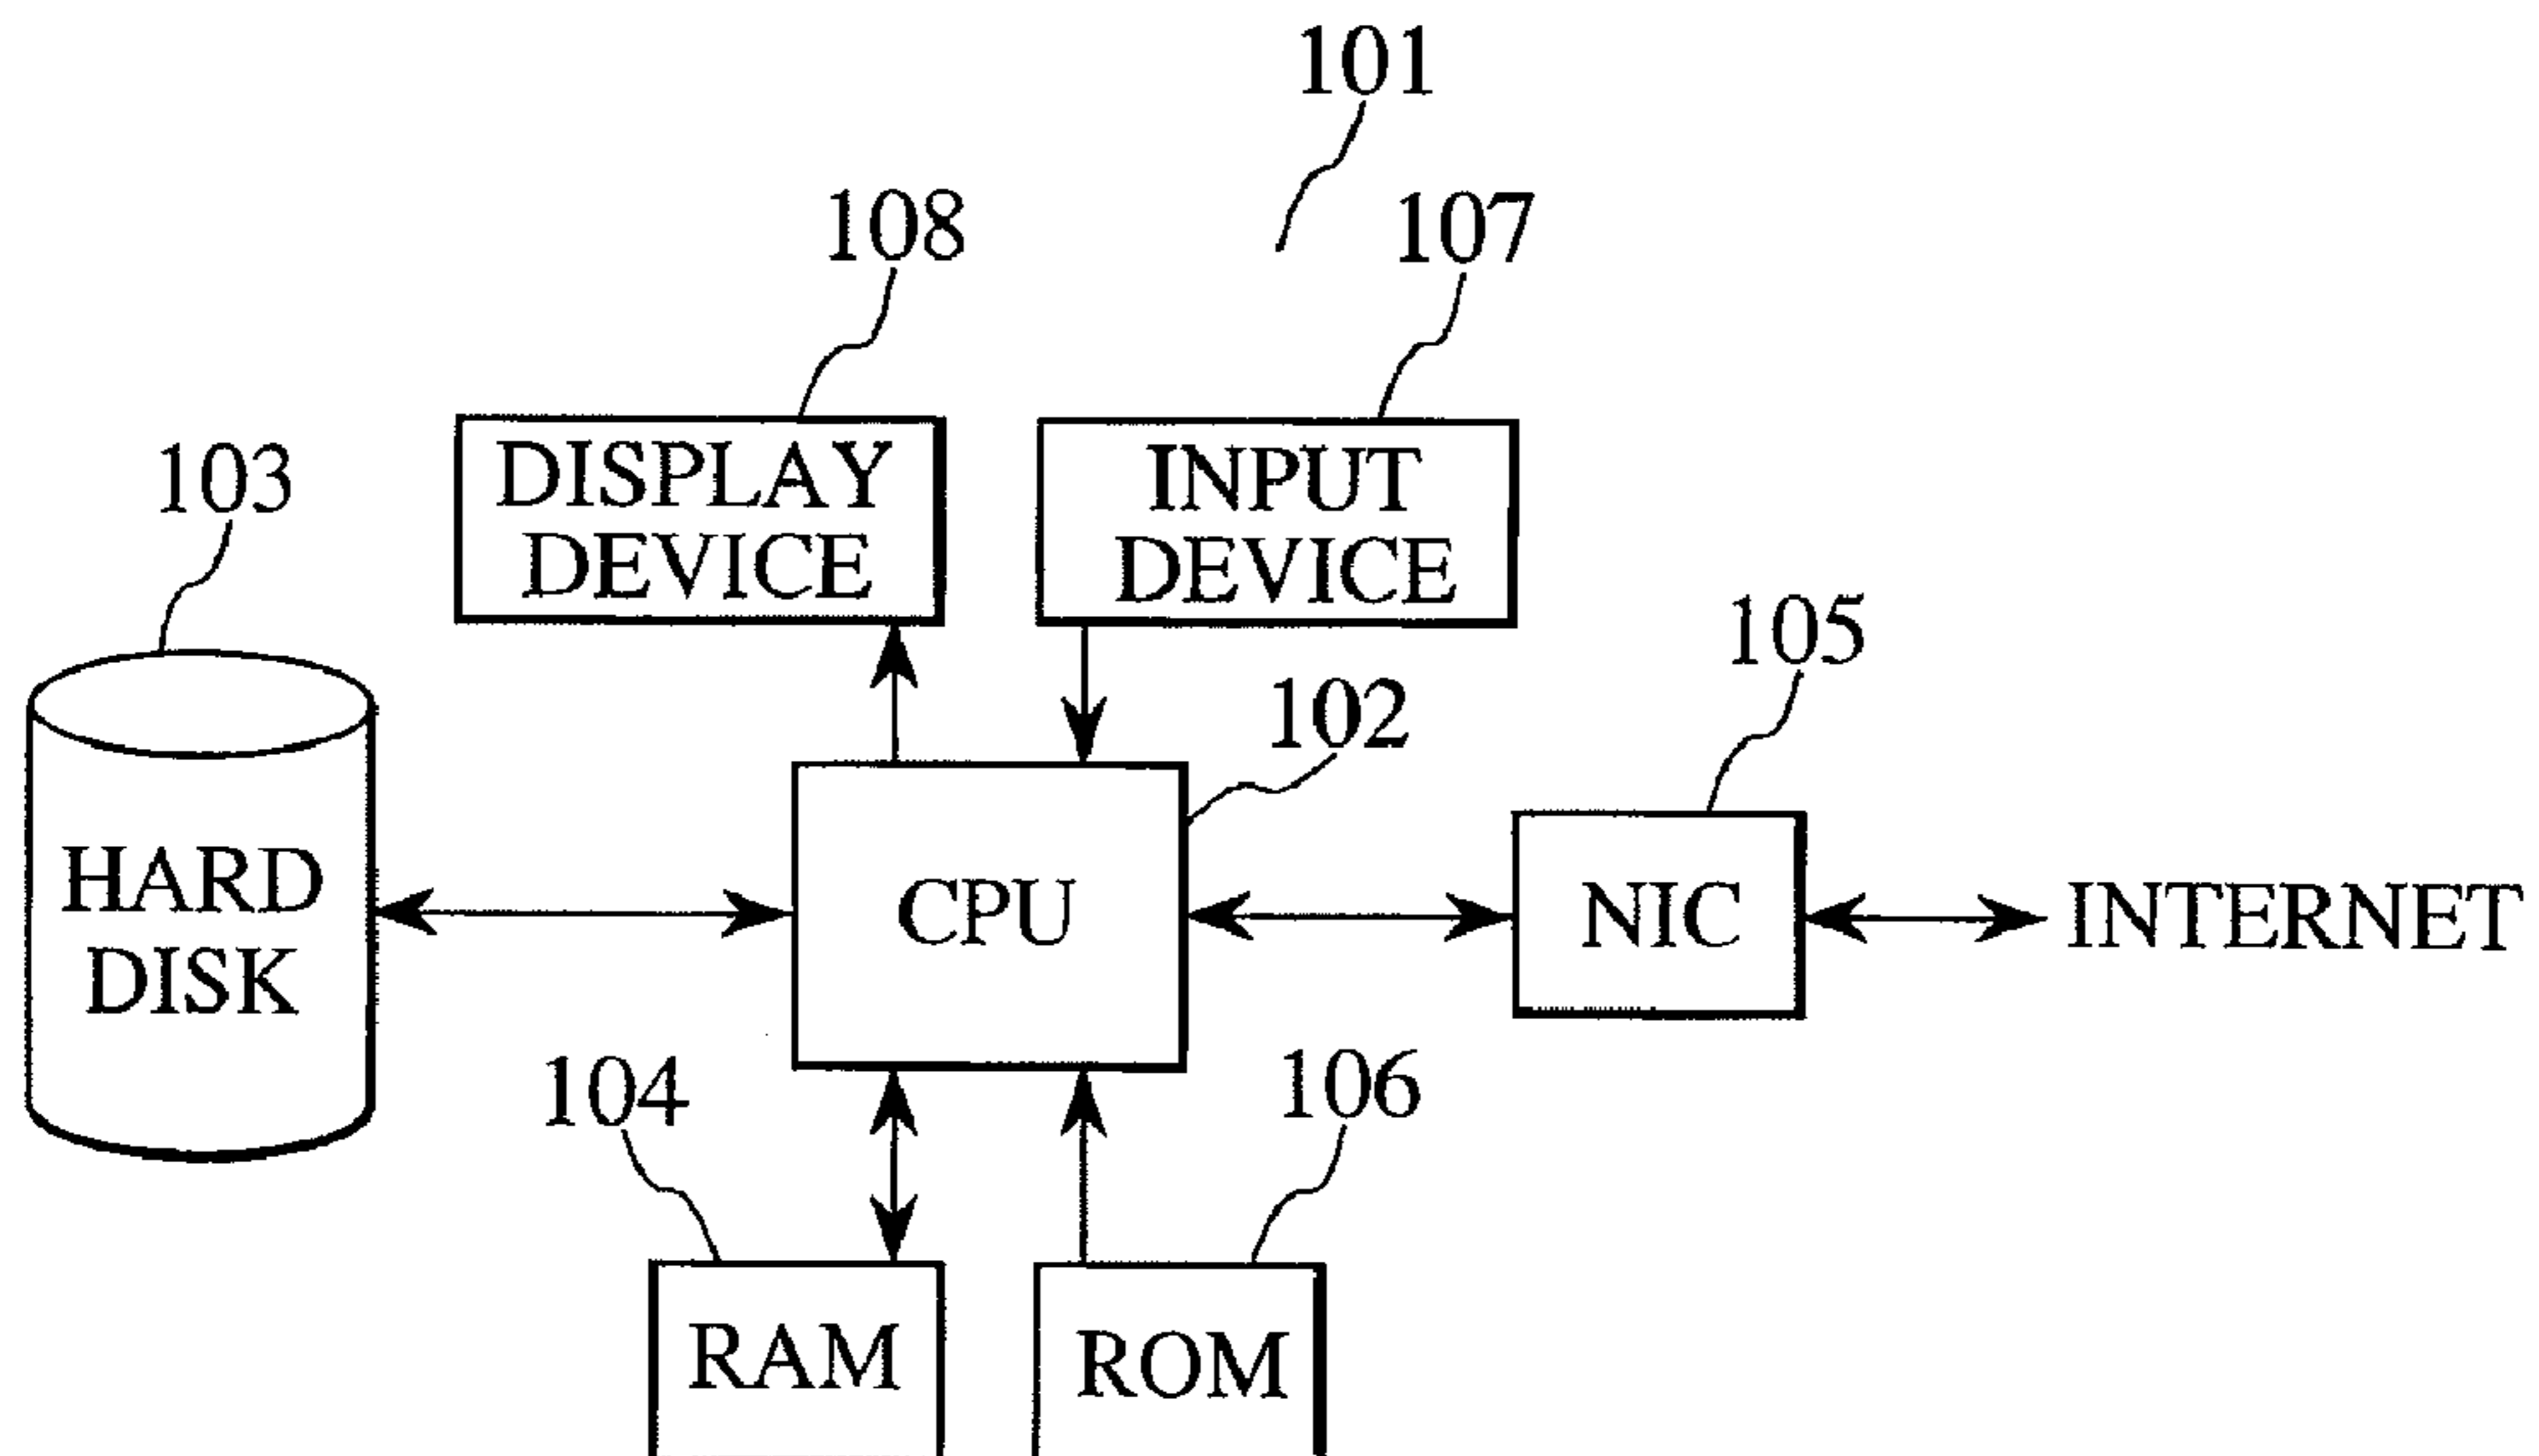 101
108
107
DISPLAY
DEVICE
INPUT
DEVICE
103
105
102
HARD
DISK
CPU
NIC
INTERNET
104
106
RAM
ROM